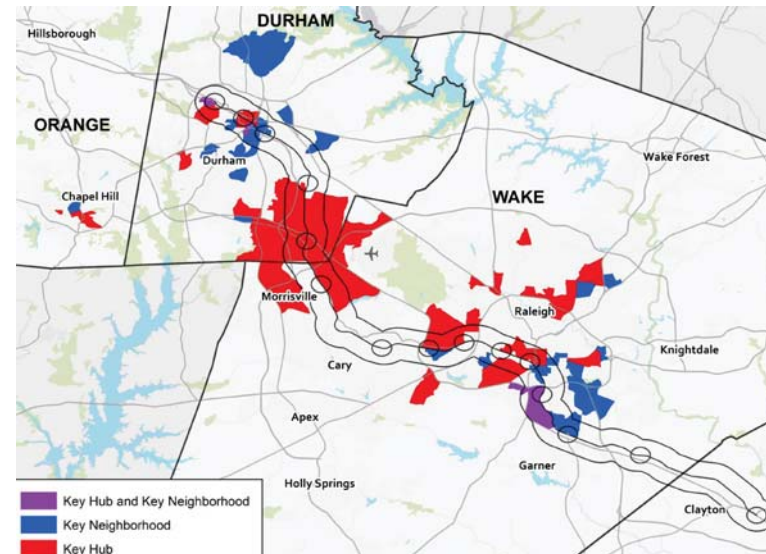 DURHAM
Hillsborough
ORANGE
Wake Forest
Durham
Chapel Hill
WAKE
Morrisville
Raleigh
Knightdale
Cary
Apex
Garner
Holly Springs
Clayton
Key Hub and Key Neighborhood
Key Neighborhood
Key Hub